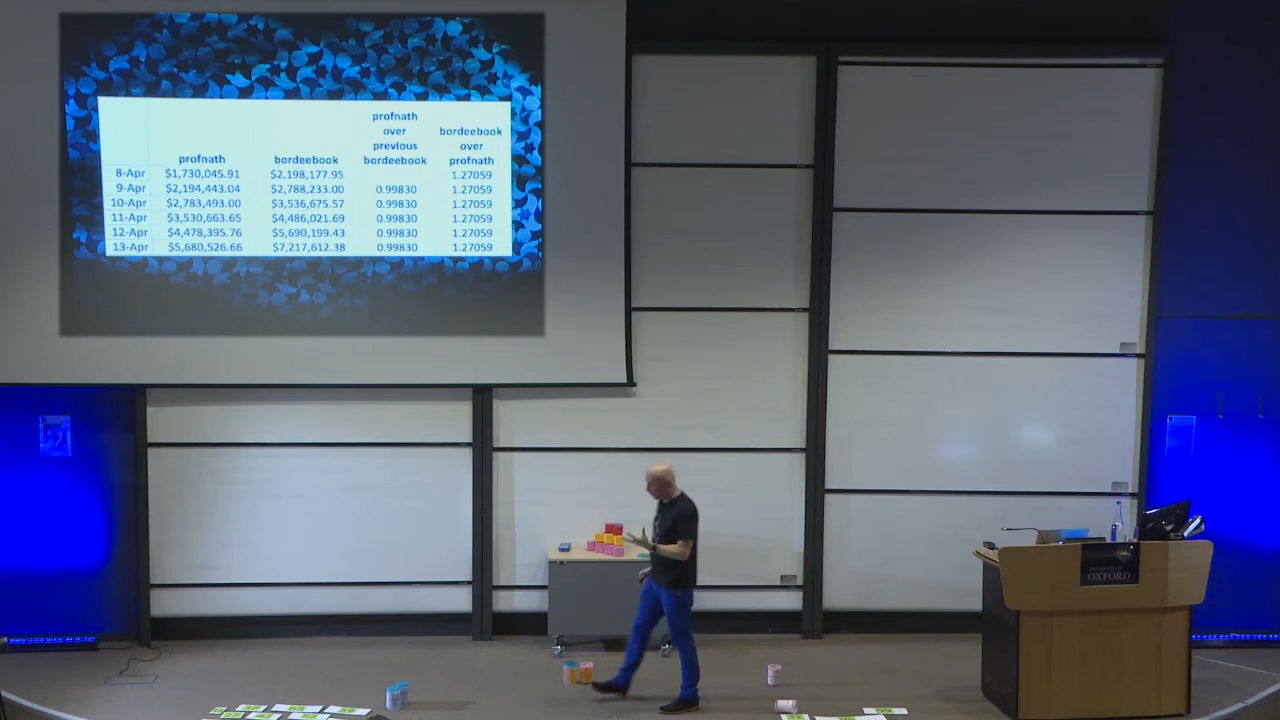 profnath
over
previous
bordeebook
bordeebook
over
profnath
profnath bordeebook
8-Apr $1,730,045.91 $2,198,177.95 1.27059
9-Apr $2,194,443.04 $2,788,233.00 0.99830 1.27059
10-Apr $2,783,493.00 $3,536,675.57 0.99830 1.27059
11-Apr $3,530,663.65 $4,486,021.69 0.99830 1.27059
12-Apr $4,478,395.76 $5,690,199.43 0.99830 1.27059
13-Apr $5,680,526.66 $7,217,612.38 0.99830 1.27059
UNIVERSITY OF
OXFORD